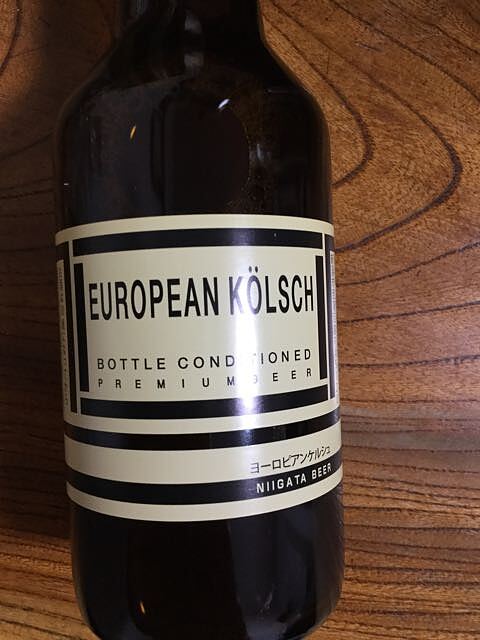 EUROPEAN KÖLSCH
BOTTLE CONDITIONED
PREMIUM BEER
ヨーロピアンケルシュ
NIIGATA BEER